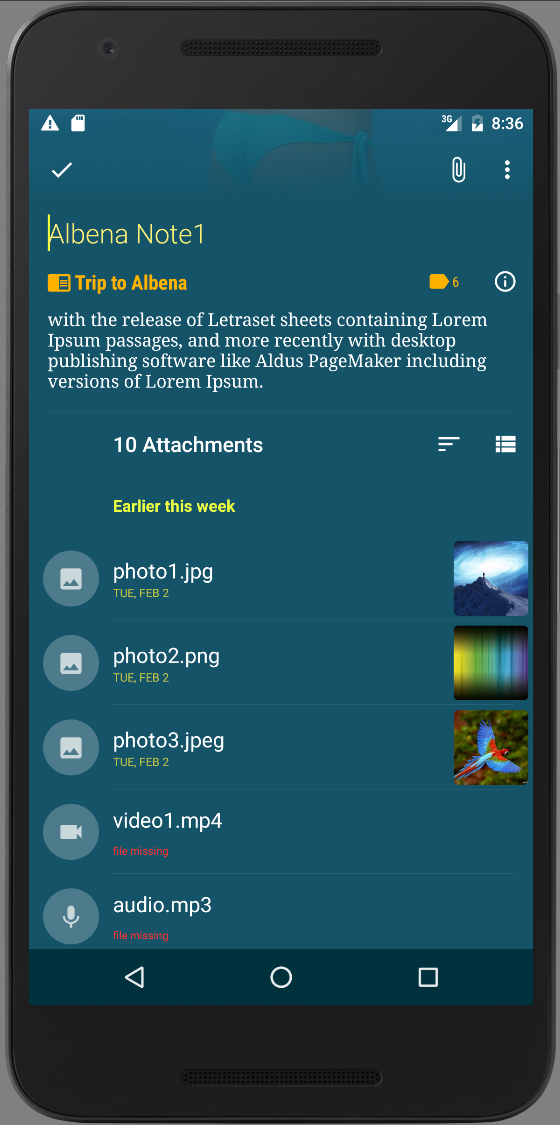 3G 8:36
Albena Note1
Trip to Albena 6
with the release of Letraset sheets containing Lorem
Ipsum passages, and more recently with desktop
publishing software like Aldus PageMaker including
versions of Lorem Ipsum.
10 Attachments
Earlier this week
photo1.jpg
TUE, FEB 2
photo2.png
TUE, FEB 2
photo3.jpeg
TUE, FEB 2
video1.mp4
file missing
audio.mp3
file missing